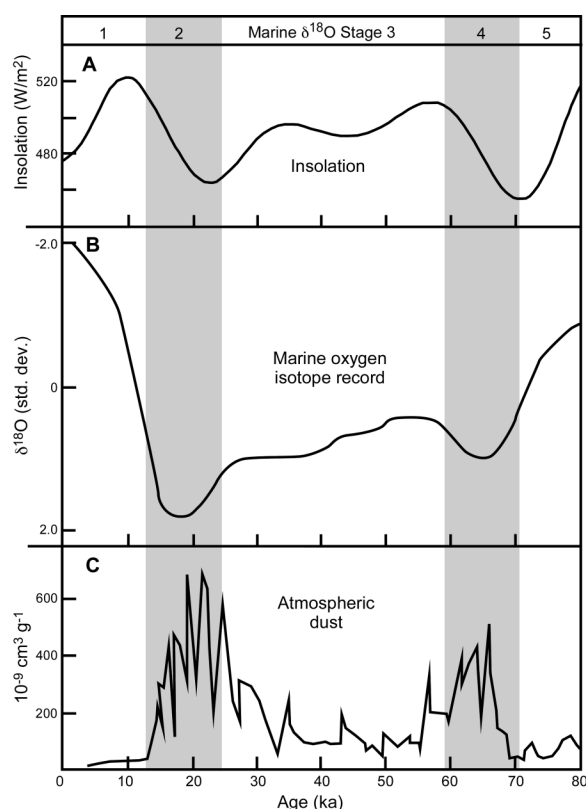 1 2 Marine δ¹⁸O Stage 3 4 5
A
Insolation (W/m²)
520
480
Insolation
B
δ¹⁸O (std. dev.)
-2.0
0
2.0
Marine oxygen
isotope record
C
10⁻⁹ cm³ g⁻¹
600
400
200
Atmospheric
dust
0 10 20 30 40 50 60 70 80
Age (ka)